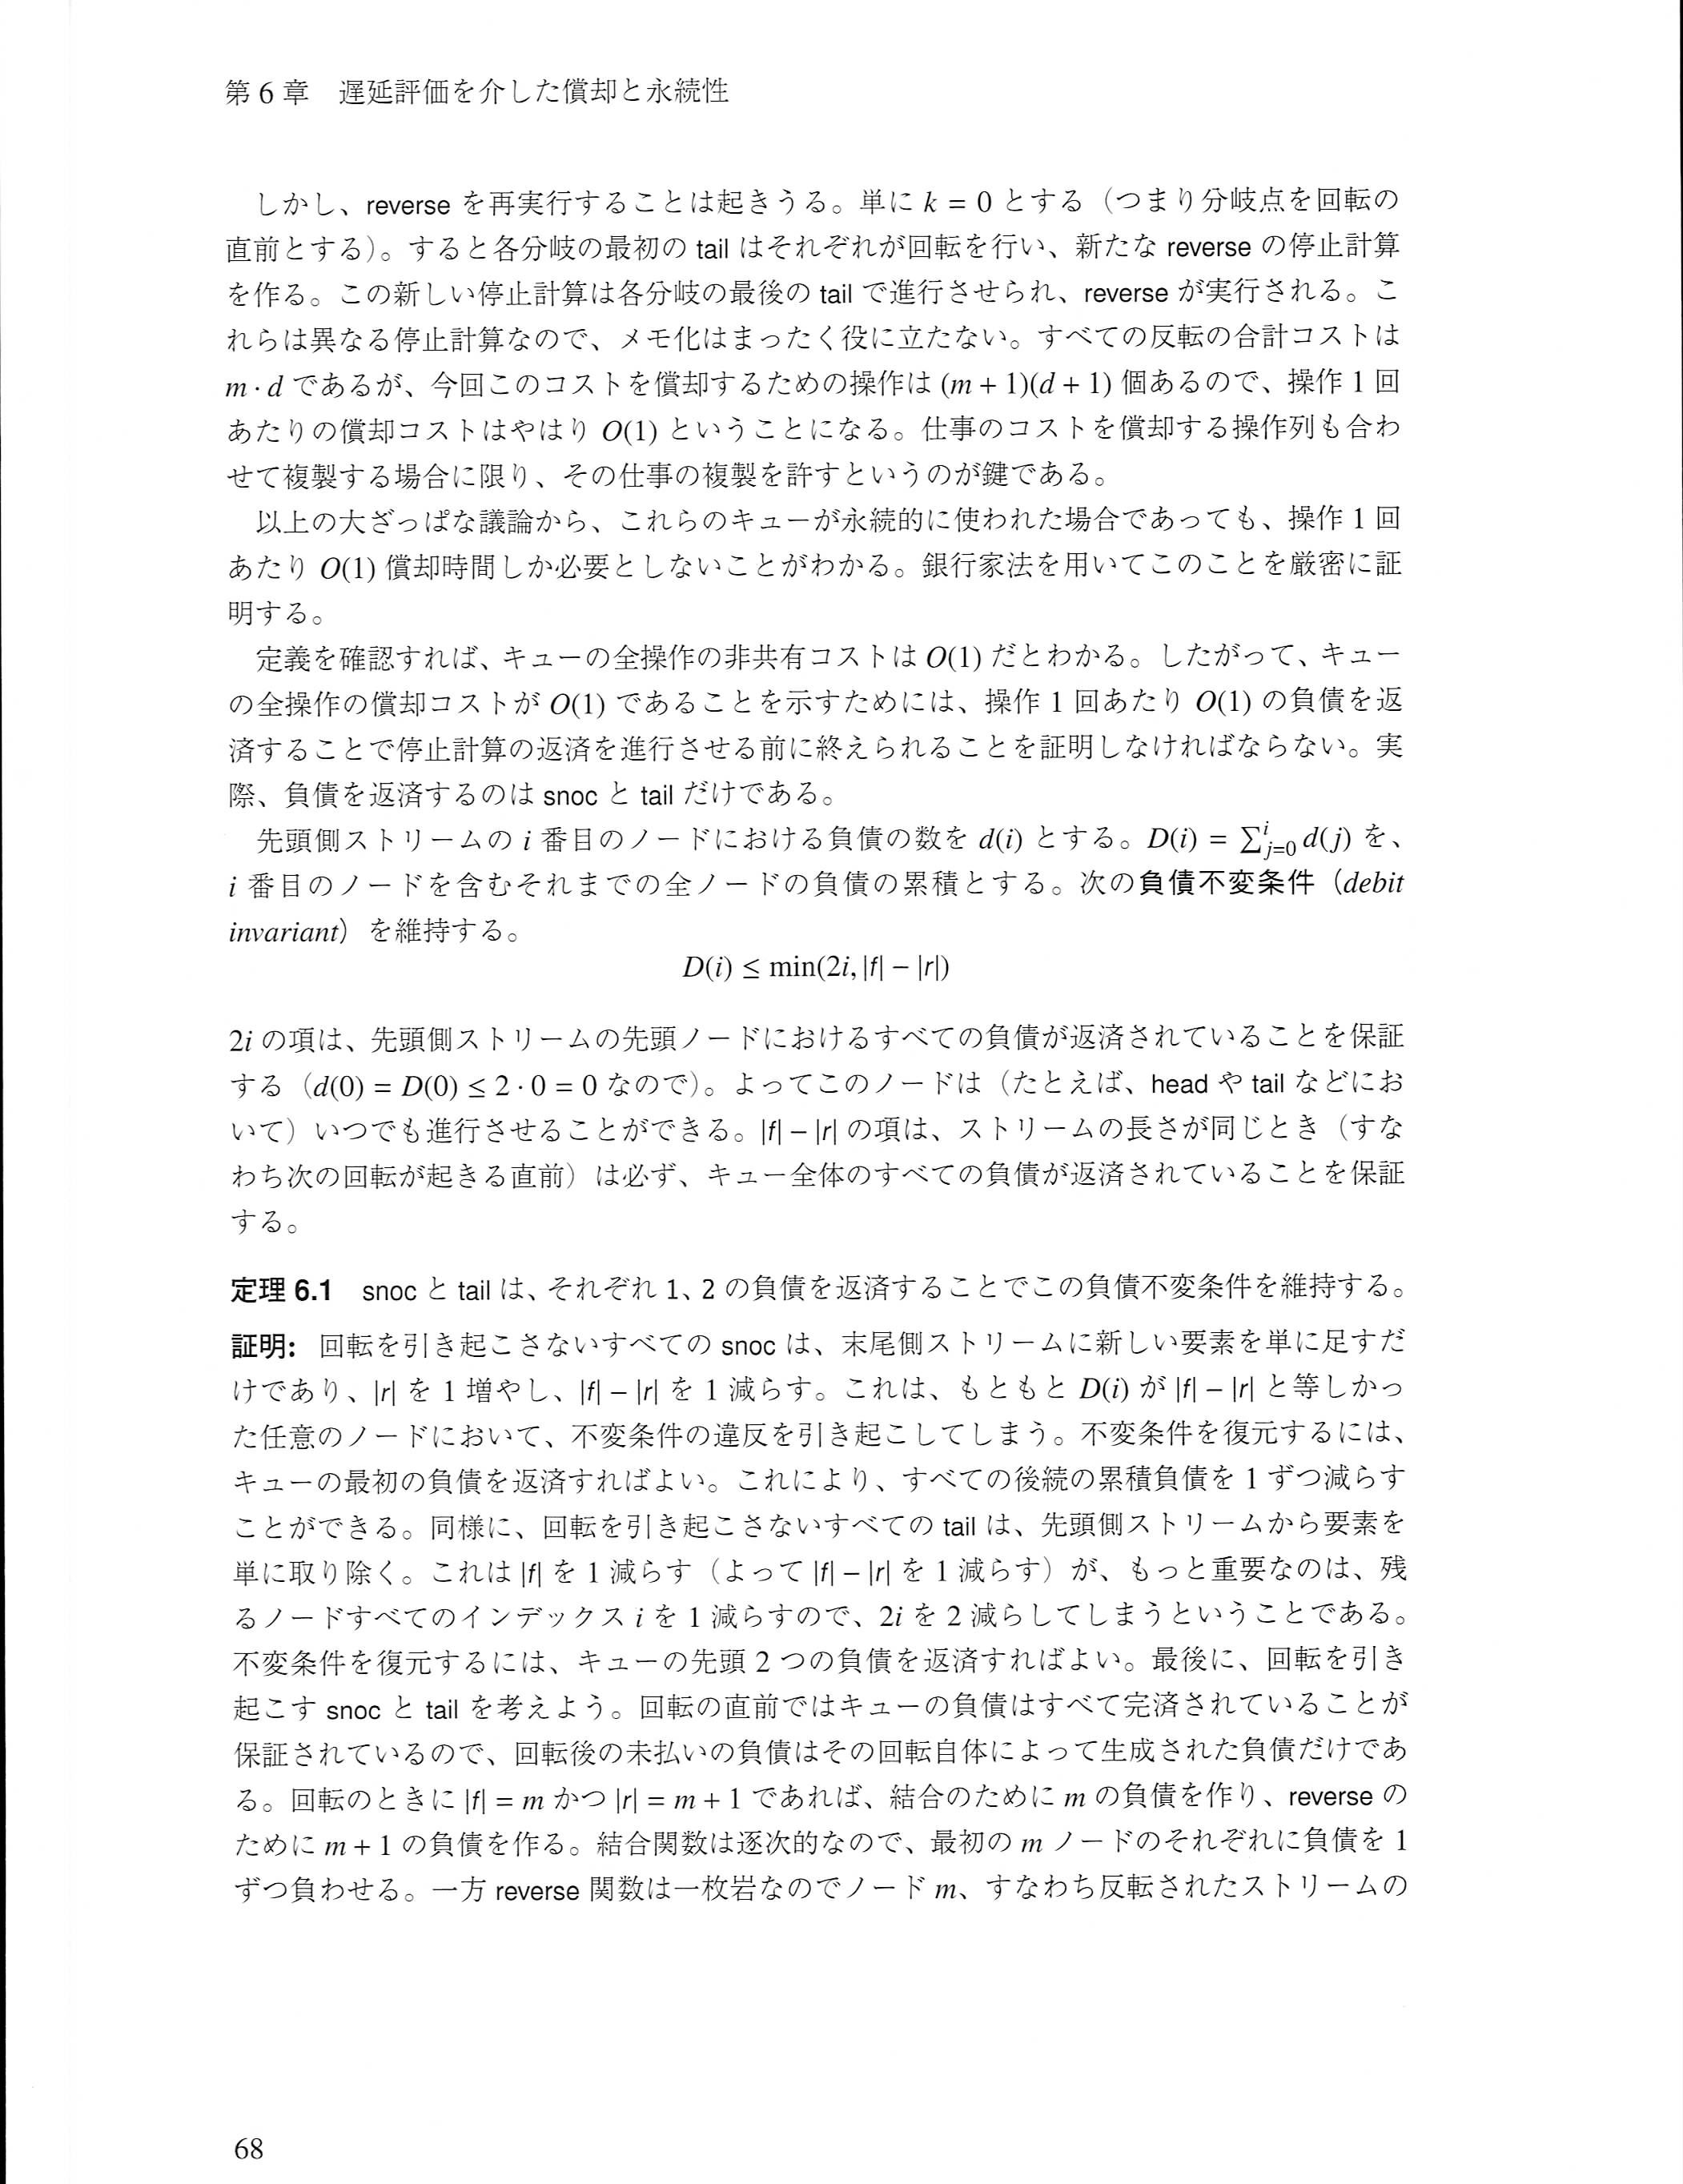 第 6 章　遅延評価を介した償却と永続性
しかし、reverse を再実行することは起きうる。単に k = 0 とする（つまり分岐点を回転の
直前とする）。すると各分岐の最初の tail はそれぞれが回転を行い、新たな reverse の停止計算
を作る。この新しい停止計算は各分岐の最後の tail で進行させられ、reverse が実行される。こ
れらは異なる停止計算なので、メモ化はまったく役に立たない。すべての反転の合計コストは
m · d であるが、今回このコストを償却するための操作は (m + 1)(d + 1) 個あるので、操作 1 回
あたりの償却コストはやはり O(1) ということになる。仕事のコストを償却する操作列も合わ
せて複製する場合に限り、その仕事の複製を許すというのが鍵である。
以上の大ざっぱな議論から、これらのキューが永続的に使われた場合であっても、操作 1 回
あたり O(1) 償却時間しか必要としないことがわかる。銀行家法を用いてこのことを厳密に証
明する。
定義を確認すれば、キューの全操作の非共有コストは O(1) だとわかる。したがって、キュー
の全操作の償却コストが O(1) であることを示すためには、操作 1 回あたり O(1) の負債を返
済することで停止計算の返済を進行させる前に終えられることを証明しなければならない。実
際、負債を返済するのは snoc と tail だけである。
先頭側ストリームの i 番目のノードにおける負債の数を d(i) とする。D(i) = ∑ᵢⱼ₌₀ d(j) を、
i 番目のノードを含むそれまでの全ノードの負債の累積とする。次の負債不変条件（debit
invariant）を維持する。
D(i) ≤ min(2i, |f| − |r|)
2i の項は、先頭側ストリームの先頭ノードにおけるすべての負債が返済されていることを保証
する（d(0) = D(0) ≤ 2 · 0 = 0 なので）。よってこのノードは（たとえば、head や tail などにお
いて）いつでも進行させることができる。|f| − |r| の項は、ストリームの長さが同じとき（すな
わち次の回転が起きる直前）は必ず、キュー全体のすべての負債が返済されていることを保証
する。
定理 6.1　snoc と tail は、それぞれ 1、2 の負債を返済することでこの負債不変条件を維持する。
証明: 回転を引き起こさないすべての snoc は、末尾側ストリームに新しい要素を単に足すだ
けであり、|r| を 1 増やし、|f| − |r| を 1 減らす。これは、もともと D(i) が |f| − |r| と等しかっ
た任意のノードにおいて、不変条件の違反を引き起こしてしまう。不変条件を復元するには、
キューの最初の負債を返済すればよい。これにより、すべての後続の累積負債を 1 ずつ減らす
ことができる。同様に、回転を引き起こさないすべての tail は、先頭側ストリームから要素を
単に取り除く。これは |f| を 1 減らす（よって |f| − |r| を 1 減らす）が、もっと重要なのは、残
るノードすべてのインデックス i を 1 減らすので、2i を 2 減らしてしまうということである。
不変条件を復元するには、キューの先頭 2 つの負債を返済すればよい。最後に、回転を引き
起こす snoc と tail を考えよう。回転の直前ではキューの負債はすべて完済されていることが
保証されているので、回転後の未払いの負債はその回転自体によって生成された負債だけであ
る。回転のときに |f| = m かつ |r| = m + 1 であれば、結合のために m の負債を作り、reverse の
ために m + 1 の負債を作る。結合関数は逐次的なので、最初の m ノードのそれぞれに負債を 1
ずつ負わせる。一方 reverse 関数は一枚岩なのでノード m、すなわち反転されたストリームの
68